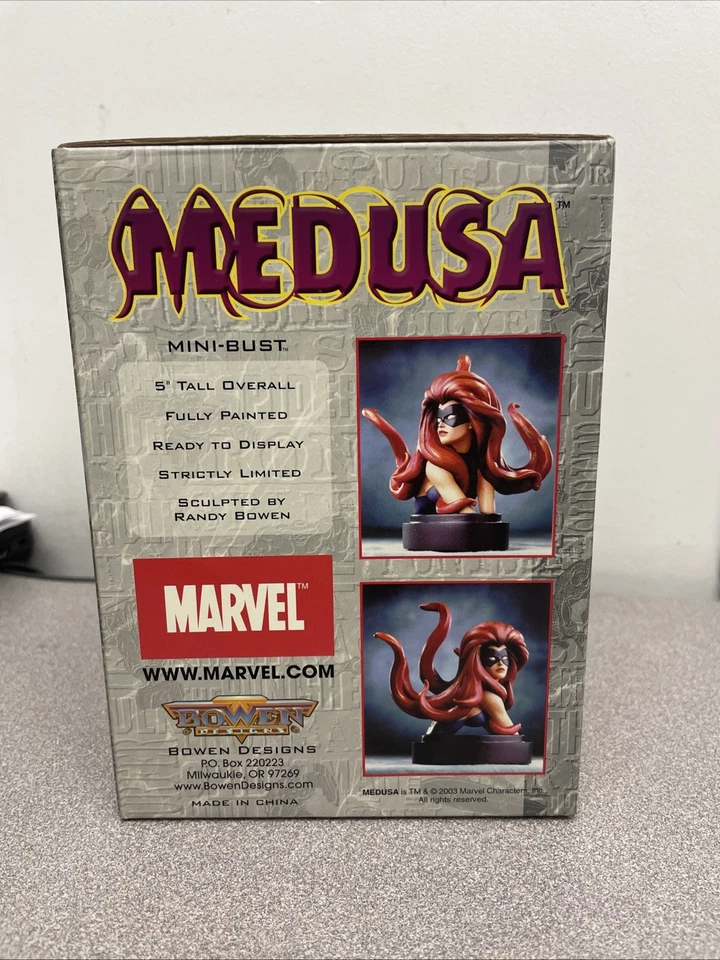 MEDUSA™
MINI-BUST™
5" TALL OVERALL
FULLY PAINTED
READY TO DISPLAY
STRICTLY LIMITED
SCULPTED BY
RANDY BOWEN
MARVEL™
WWW.MARVEL.COM
BOWEN
DESIGNS
BOWEN DESIGNS
P.O. Box 220223
Milwaukie, OR 97269
www.BowenDesigns.com
MADE IN CHINA
MEDUSA is TM & © 2003 Marvel Characters, Inc.
All rights reserved.